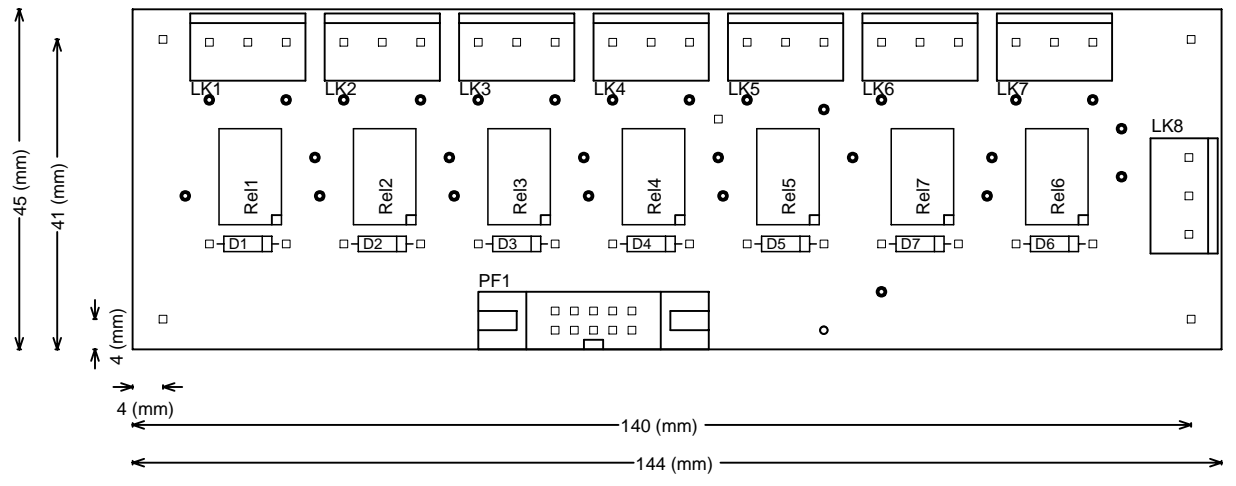 LK1
LK2
LK3
LK4
LK5
LK6
LK7
LK8
Rel1
Rel2
Rel3
Rel4
Rel5
Rel7
Rel6
D1
D2
D3
D4
D5
D7
D6
PF1
45 (mm)
41 (mm)
4 (mm)
4 (mm)
140 (mm)
144 (mm)